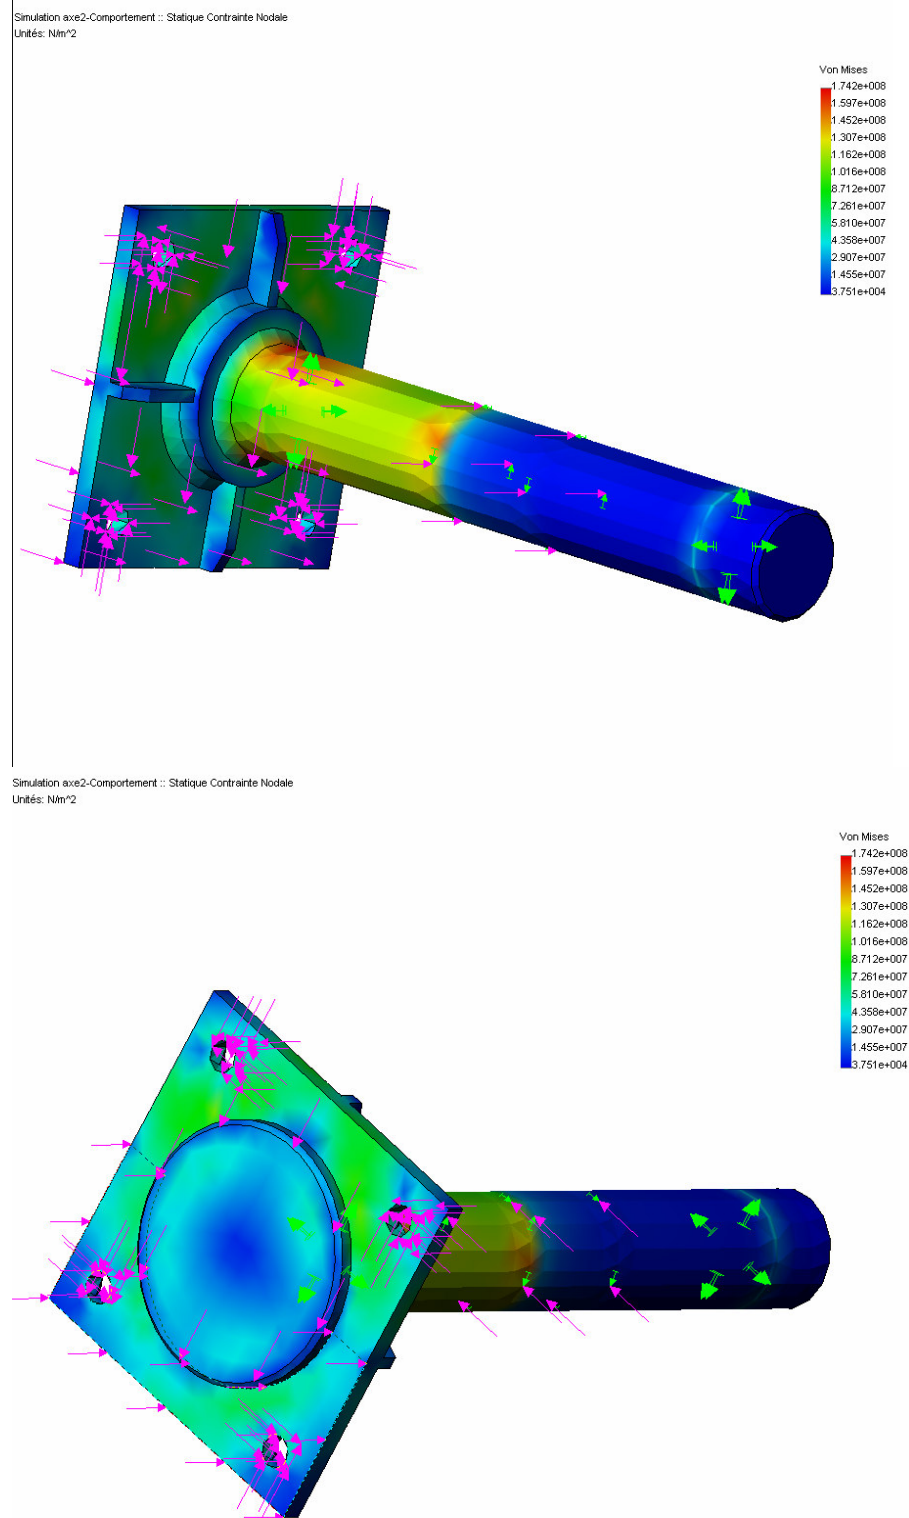 Simulation axe2-Comportement :: Statique Contrainte Nodale
Unités: N/m^2
Von Mises
1.742e+008
1.597e+008
1.452e+008
1.307e+008
1.162e+008
1.016e+008
8.712e+007
7.261e+007
5.810e+007
4.358e+007
2.907e+007
1.455e+007
3.751e+004
Simulation axe2-Comportement :: Statique Contrainte Nodale
Unités: N/m^2
Von Mises
1.742e+008
1.597e+008
1.452e+008
1.307e+008
1.162e+008
1.016e+008
8.712e+007
7.261e+007
5.810e+007
4.358e+007
2.907e+007
1.455e+007
3.751e+004